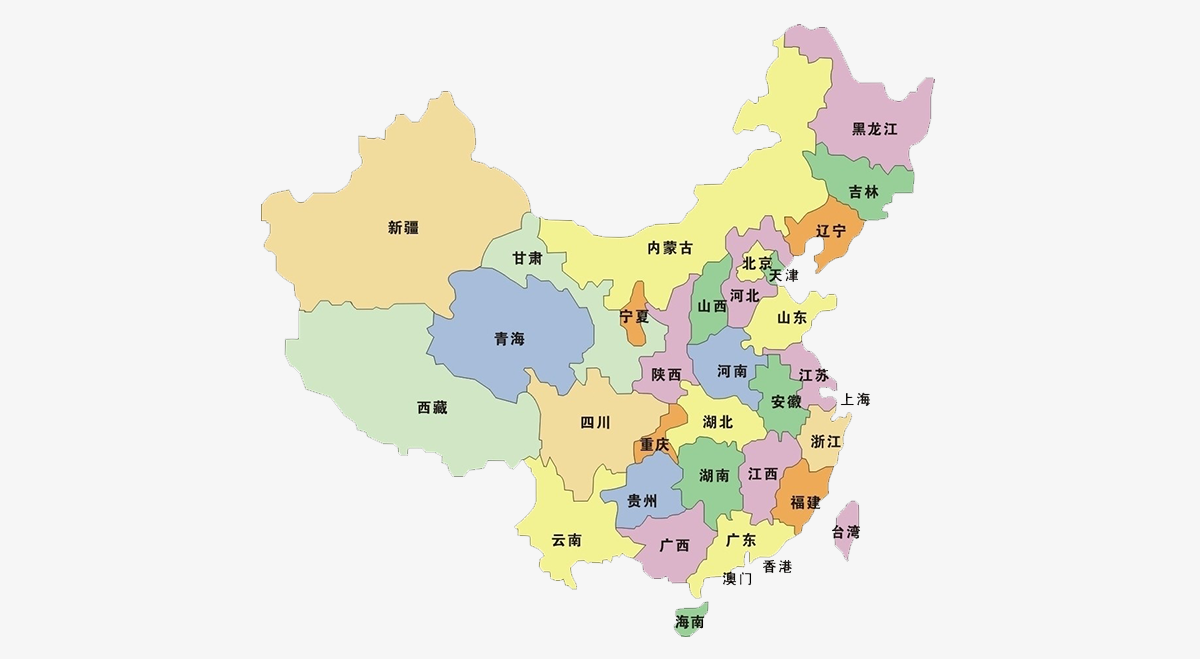 黑龙江
吉林
新疆
辽宁
内蒙古
甘肃
北京
天津
河北
山西
宁夏
山东
青海
陕西
河南
江苏
上海
安徽
西藏
四川
湖北
浙江
重庆
湖南
江西
贵州
福建
台湾
云南
广西
广东
香港
澳门
海南